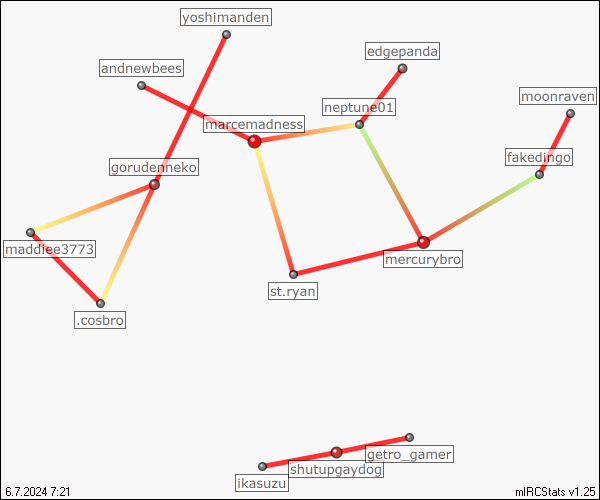 yoshimanden
edgepanda
andnewbees
moonraven
neptune01
marcemadness
fakedingo
gorudenneko
maddiee3773
mercurybro
st.ryan
.cosbro
getro_gamer
shutupgaydog
ikasuzu
6.7.2024 7:21
mIRCStats v1.25